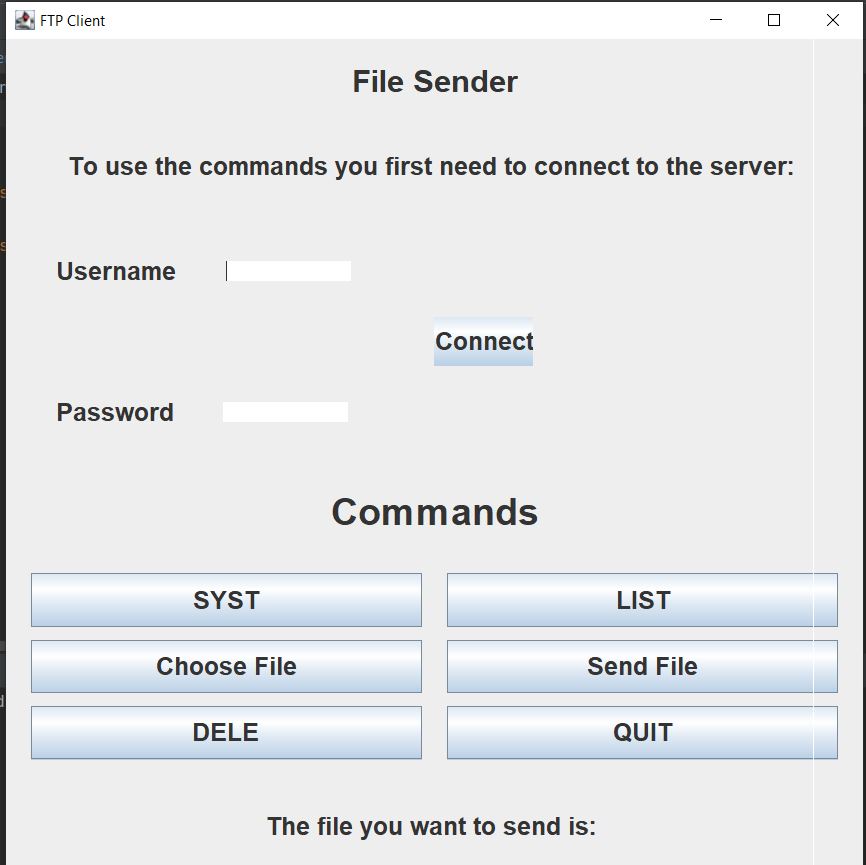 FTP Client
File Sender
To use the commands you first need to connect to the server:
Username
Connect
Password
Commands
SYST LIST
Choose File Send File
DELE QUIT
The file you want to send is: